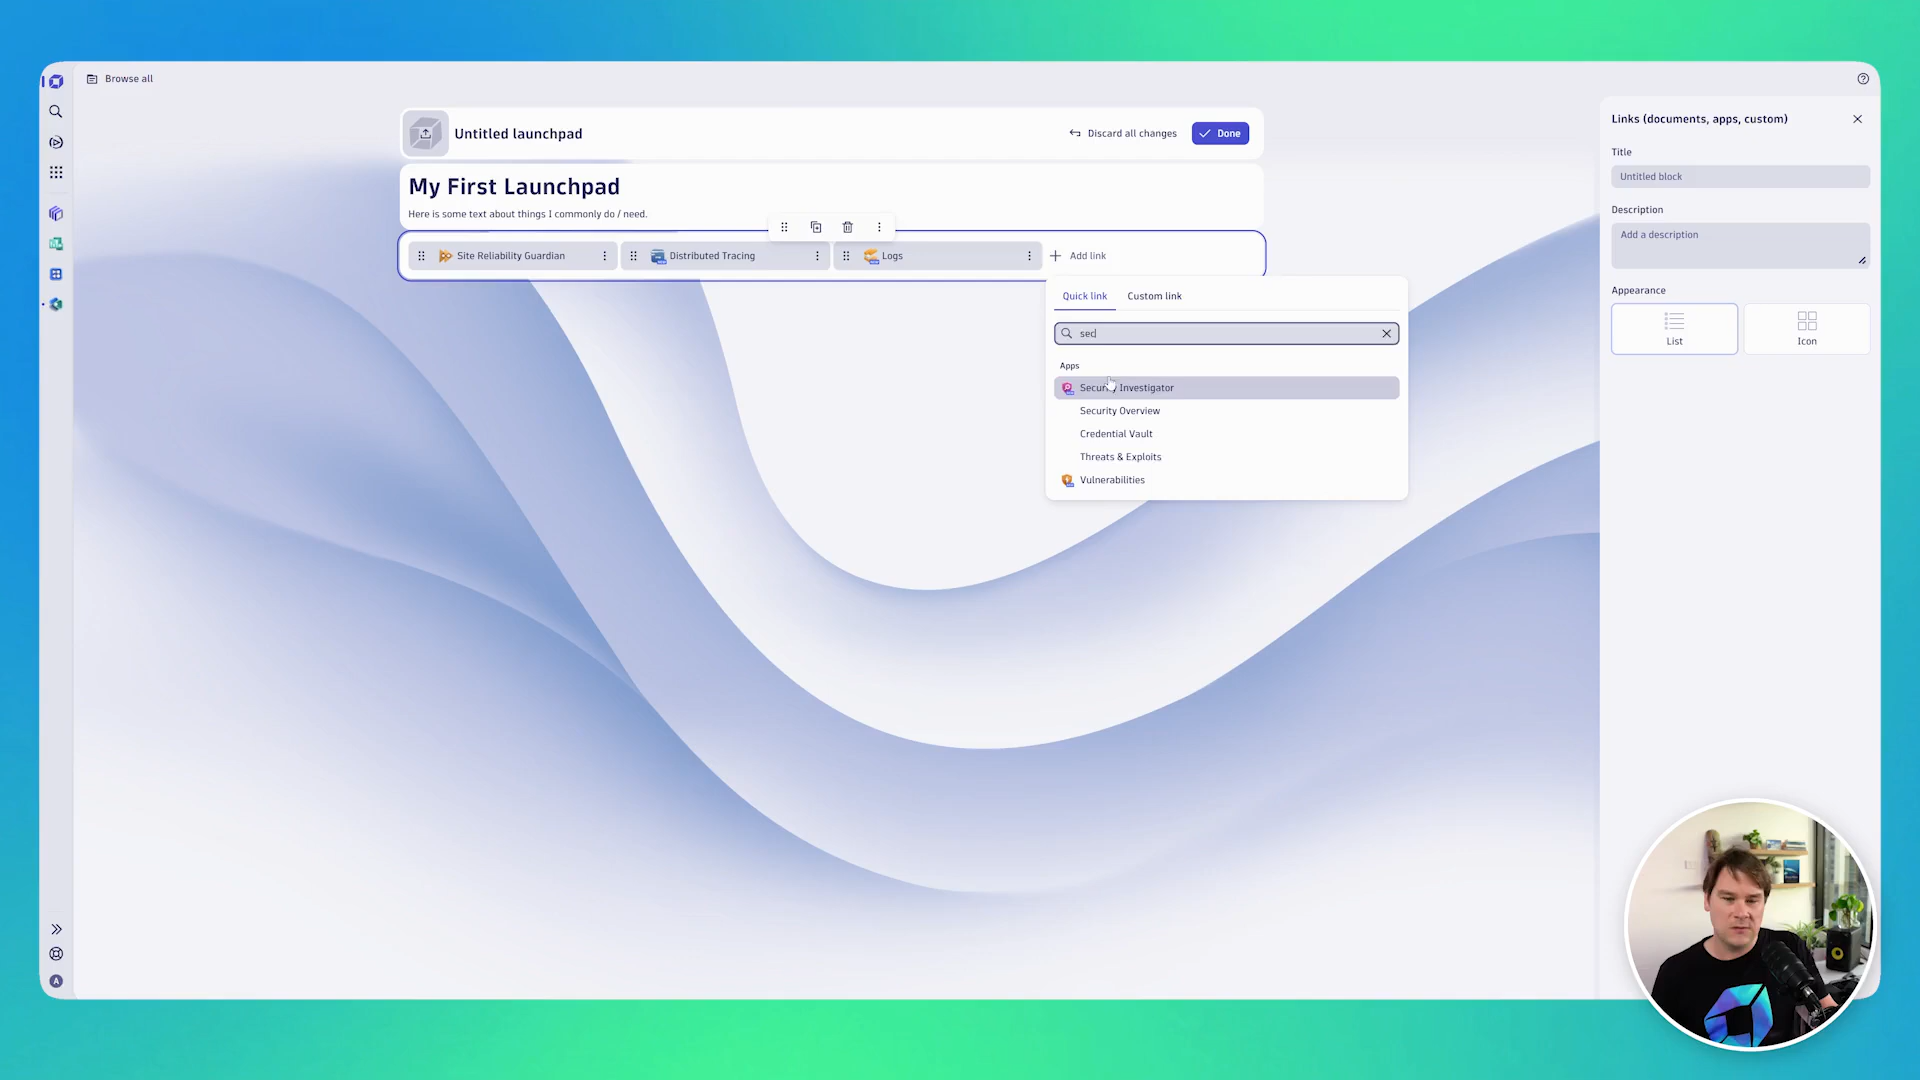 Browse all
Untitled launchpad
Discard all changes
Done
My First Launchpad
Here is some text about things I commonly do / need.
Site Reliability Guardian
Distributed Tracing
Logs
Add link
Quick link
Custom link
sec
Apps
Security Investigator
Security Overview
Credential Vault
Threats & Exploits
Vulnerabilities
Links (documents, apps, custom)
Title
Untitled block
Description
Add a description
Appearance
List
Icon
A